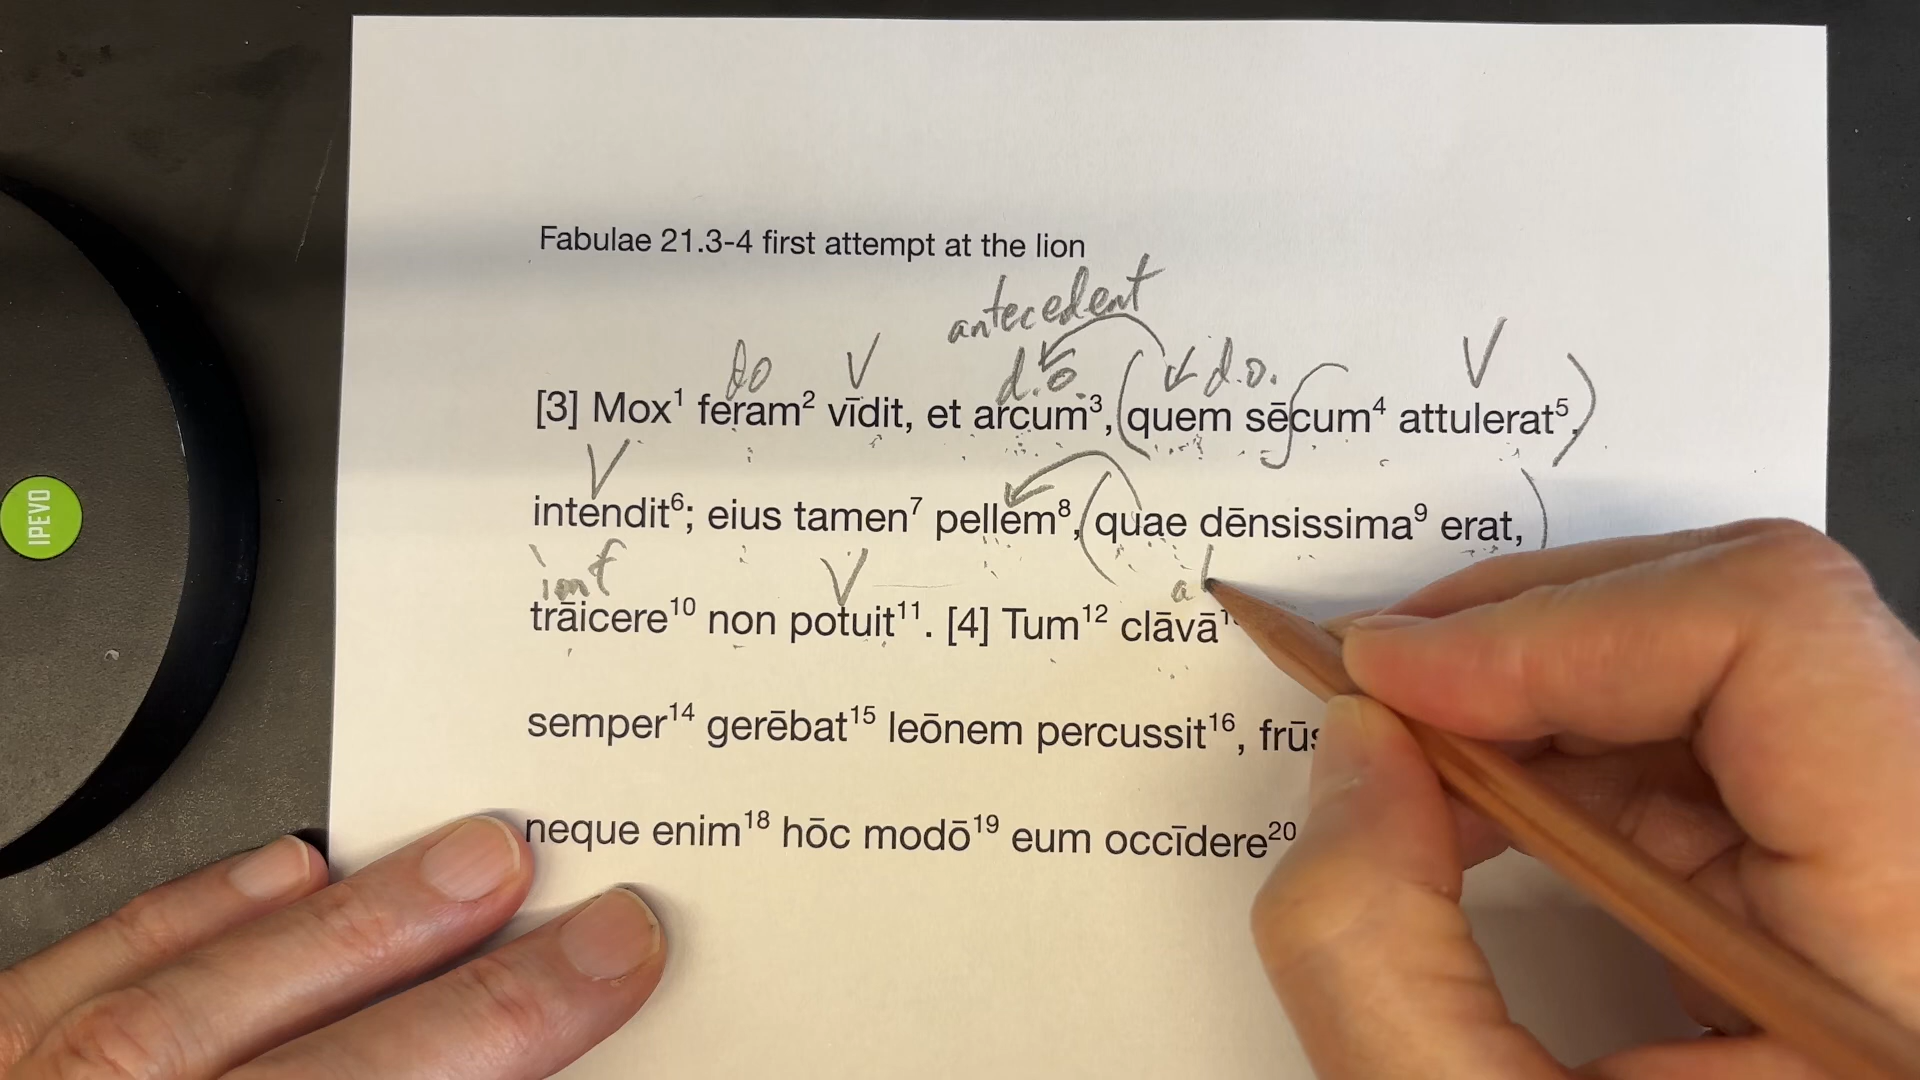 Fabulae 21.3-4 first attempt at the lion
antecedent
do V d.o. d.o. V
[3] Mox¹ feram² vīdit, et arcum³, (quem sēcum⁴ attulerat⁵,)
V
intendit⁶; eius tamen⁷ pellem⁸, (quae dēnsissima⁹ erat,)
inf V ab
trāicere¹⁰ non potuit¹¹. [4] Tum¹² clāvā
semper¹⁴ gerēbat¹⁵ leōnem percussit¹⁶,
neque enim¹⁸ hōc modō¹⁹ eum occīdere²⁰
IPEVO